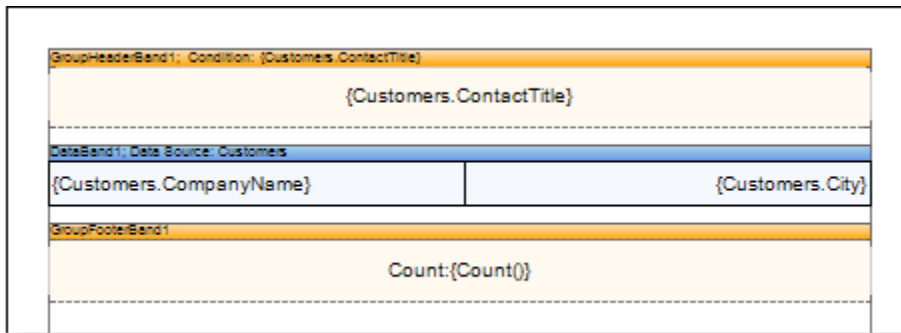 GroupHeaderBand1; Condition: {Customers.ContactTitle}
{Customers.ContactTitle}
DataBand1; Data Source: Customers
{Customers.CompanyName} {Customers.City}
GroupFooterBand1
Count:{Count()}